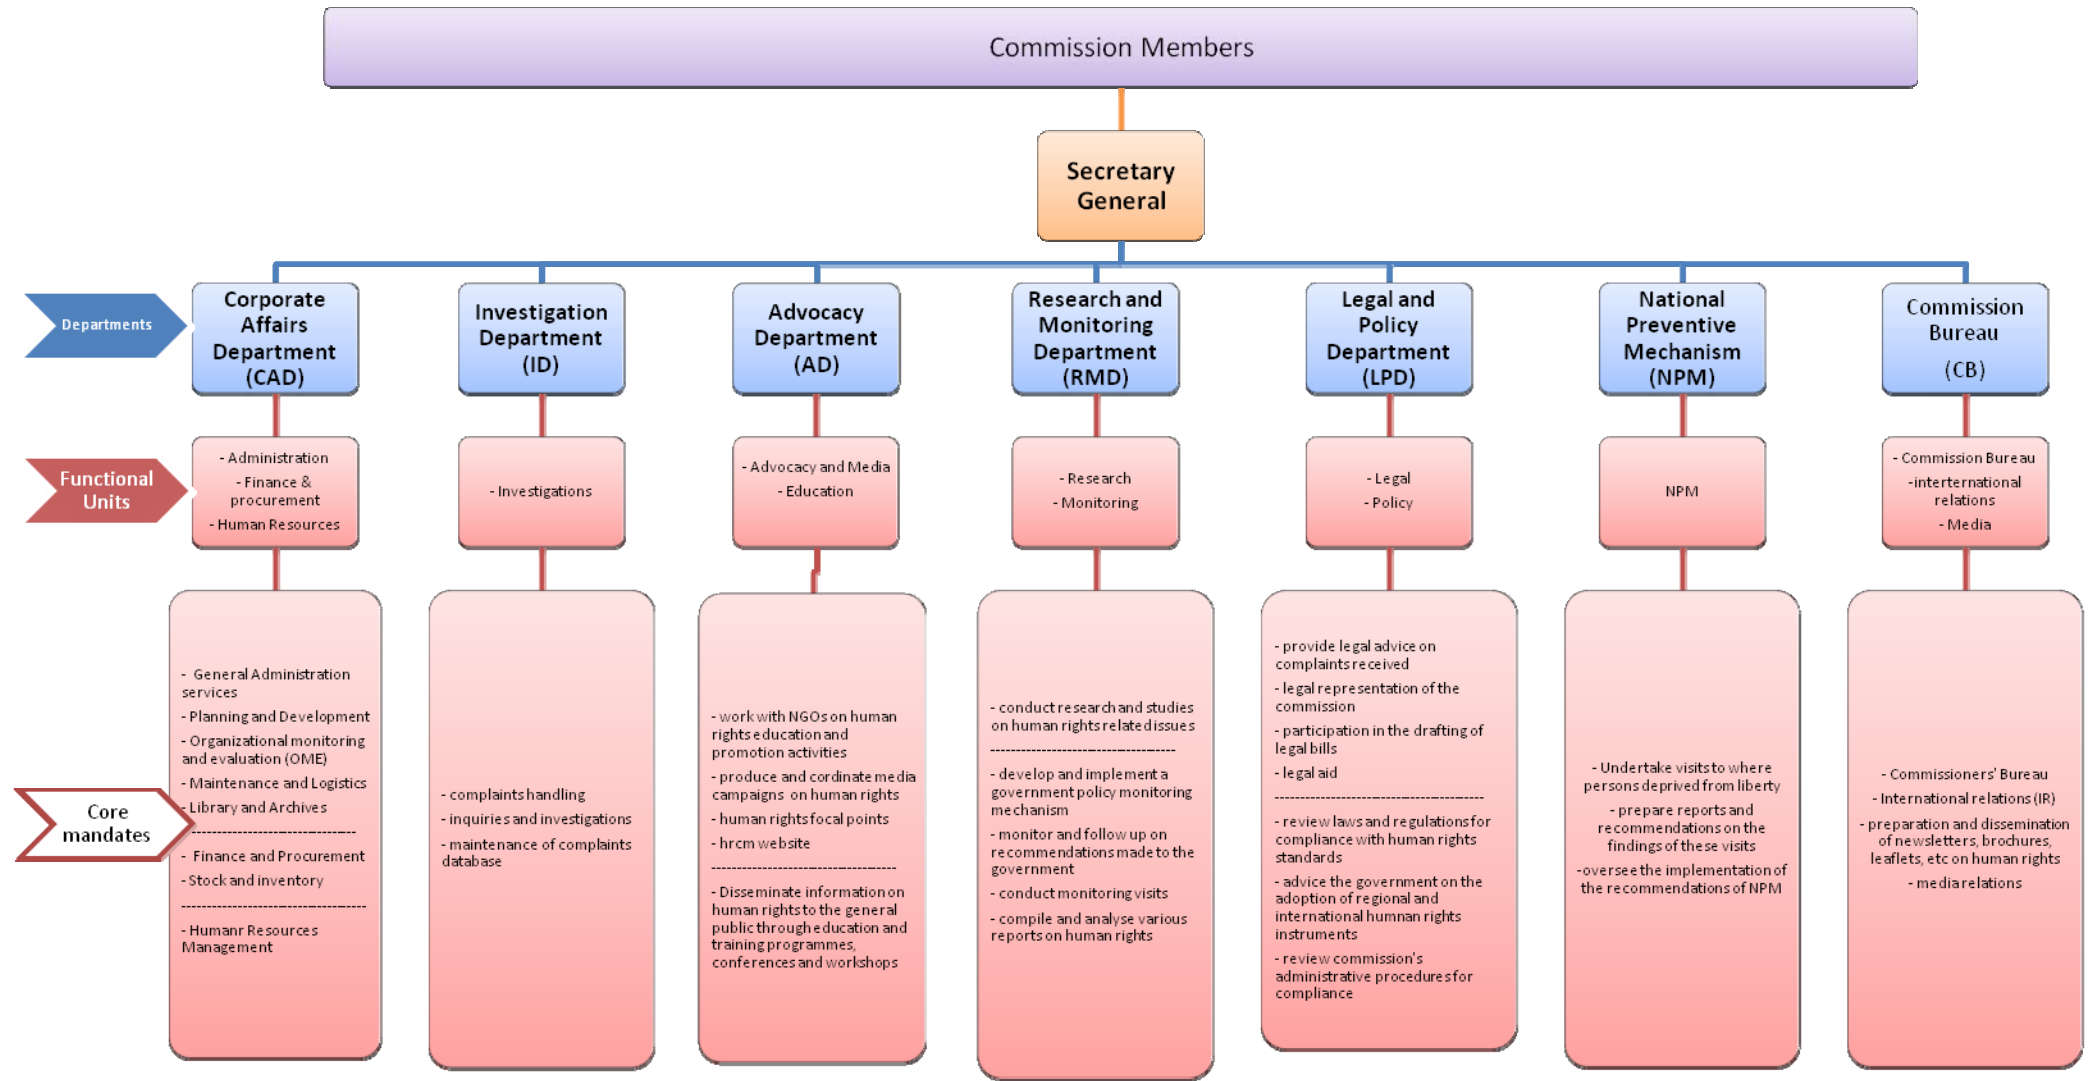 Commission Members
Secretary
General
Departments
Corporate
Affairs
Department
(CAD)
Investigation
Department
(ID)
Advocacy
Department
(AD)
Research and
Monitoring
Department
(RMD)
Legal and
Policy
Department
(LPD)
National
Preventive
Mechanism
(NPM)
Commission
Bureau
(CB)
Functional
Units
- Administration
- Finance &
procurement
- Human Resources
- Investigations
- Advocacy and Media
- Education
- Research
- Monitoring
- Legal
- Policy
NPM
- Commission Bureau
-interternational
relations
- Media
Core
mandates
- General Administration
services
- Planning and Development
- Organizational monitoring
and evaluation (OME)
- Maintenance and Logistics
- Library and Archives
------------------------------------
- Finance and Procurement
- Stock and inventory
------------------------------------
- Humanr Resources
Management
- complaints handling
- inquiries and investigations
- maintenance of complaints
database
- work with NGOs on human
rights education and
promotion activities
- produce and cordinate media
campaigns on human rights
- human rights focal points
- hrcm website
------------------------------------
- Disseminate information on
human rights to the general
public through education and
training programmes,
conferences and workshops
- conduct research and studies
on human rights related issues
------------------------------------
- develop and implement a
government policy monitoring
mechanism
- monitor and follow up on
recommendations made to the
government
- conduct monitoring visits
- compile and analyse various
reports on human rights
- provide legal advice on
complaints received
- legal representation of the
commission
- participation in the drafting of
legal bills
- legal aid
------------------------------------
- review laws and regulations for
compliance with human rights
standards
- advice the government on the
adoption of regional and
international humnan rights
instruments
- review commission's
administrative procedures for
compliance
- Undertake visits to where
persons deprived from liberty
- prepare reports and
recommendations on the
findings of these visits
-oversee the implementation of
the recommendations of NPM
- Commissioners' Bureau
- International relations (IR)
- preparation and dissemination
of newsletters, brochures,
leaflets, etc on human rights
- media relations